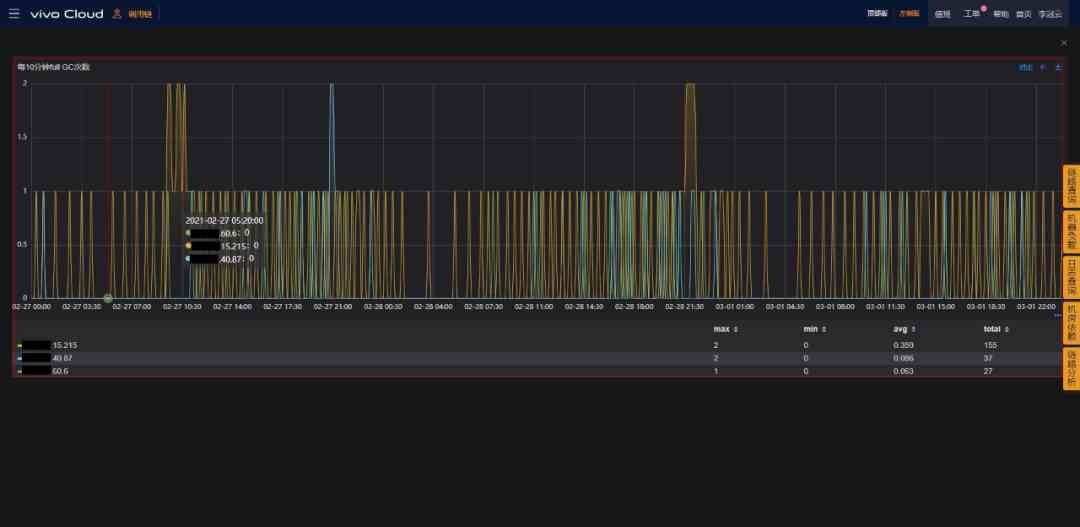 vivo Cloud 调用链
值班 工单 帮助 首页 李冠云
每10分钟full GC次数
对比
2
1.5
1
0.5
0
2021-02-27 05:20:00
.60.6: 0
15.215: 0
.40.87: 0
02-27 00:00 02-27 03:30 02-27 07:00 02-27 10:30 02-27 14:00 02-27 17:30 02-27 21:00 02-28 00:30 02-28 04:00 02-28 07:30 02-28 11:00 02-28 14:30 02-28 18:00 02-28 21:30 03-01 01:00 03-01 04:30 03-01 08:00 03-01 11:30 03-01 15:00 03-01 18:30 03-01 22:00
max min avg total
15.215 2 0 0.359 155
.40.87 2 0 0.086 37
60.6 1 0 0.063 27
链路查询
机器负载
日志查询
机房依赖
链路分析